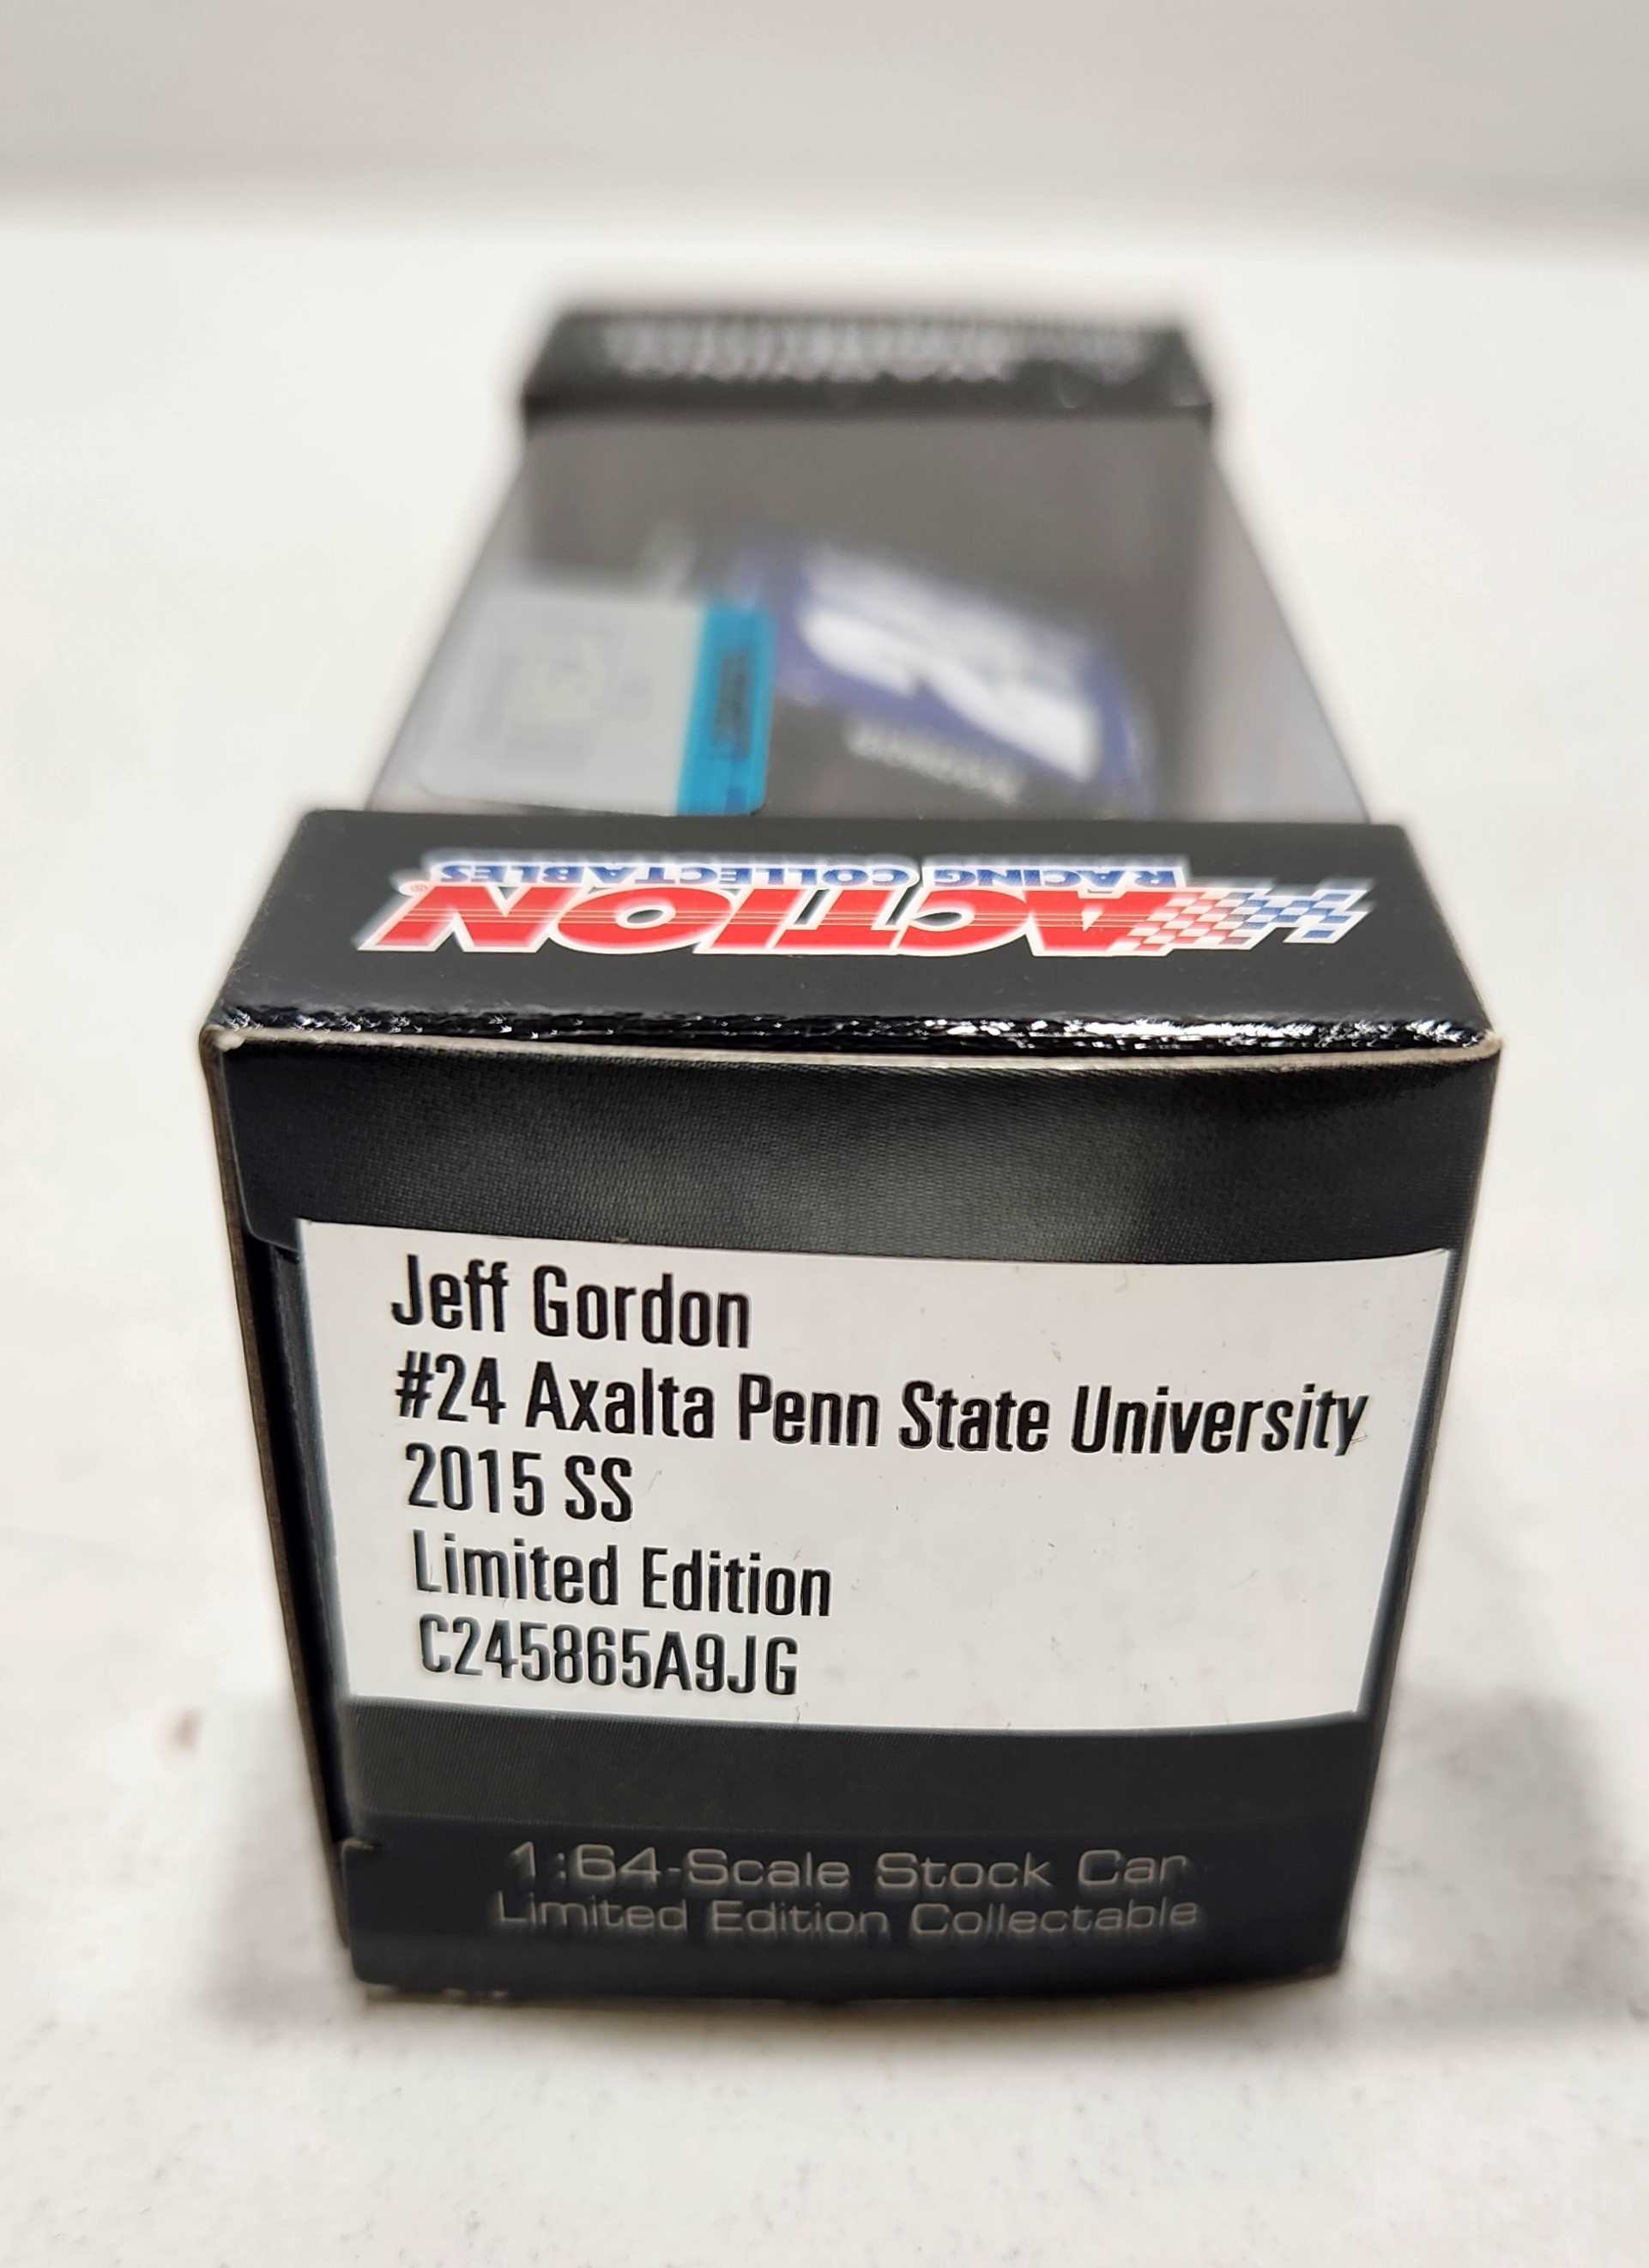 ACTION®
RACING COLLECTABLES
Jeff Gordon
#24 Axalta Penn State University
2015 SS
Limited Edition
C245865A9JG
1:64-Scale Stock Car
Limited Edition Collectable